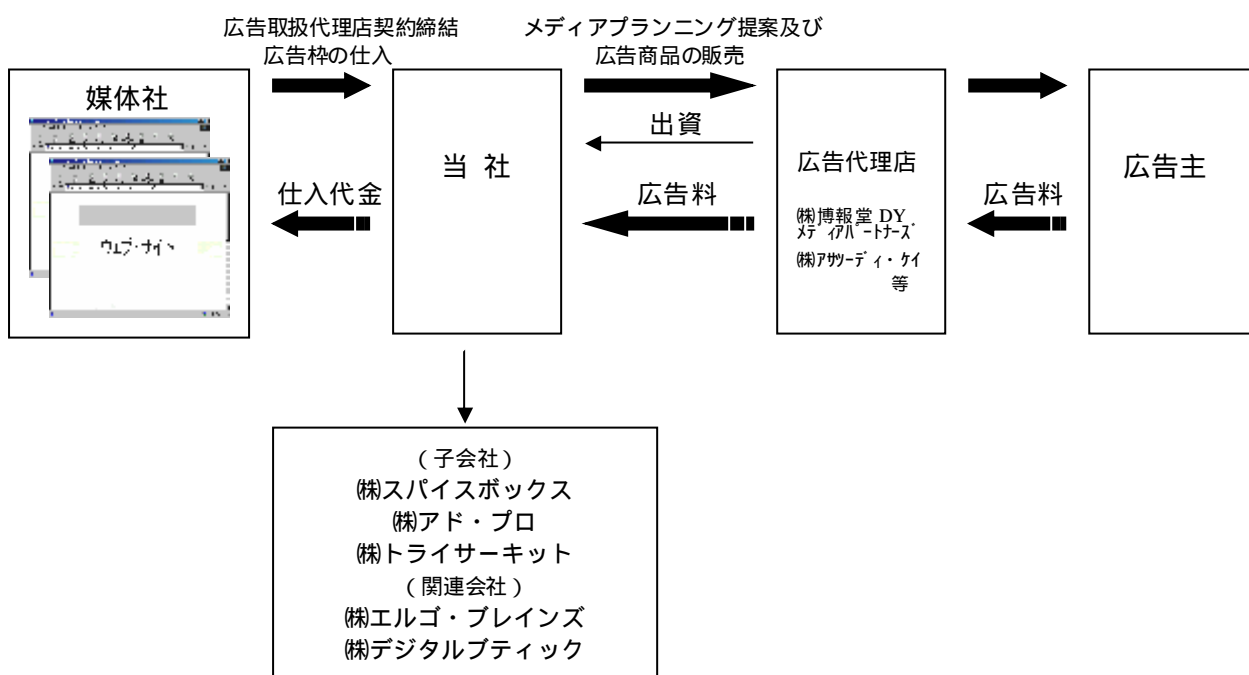 広告取扱代理店契約締結
広告枠の仕入
メディアプランニング提案及び
広告商品の販売
媒体社
ウェブ・サイト
仕入代金
当 社
出資
広告料
広告代理店
㈱博報堂 DY
メディアパートナーズ
㈱アサツーディ・ケイ
等
広告料
広告主
(子会社)
㈱スパイスボックス
㈱アド・プロ
㈱トライサーキット
(関連会社)
㈱エルゴ・ブレインズ
㈱デジタルブティック